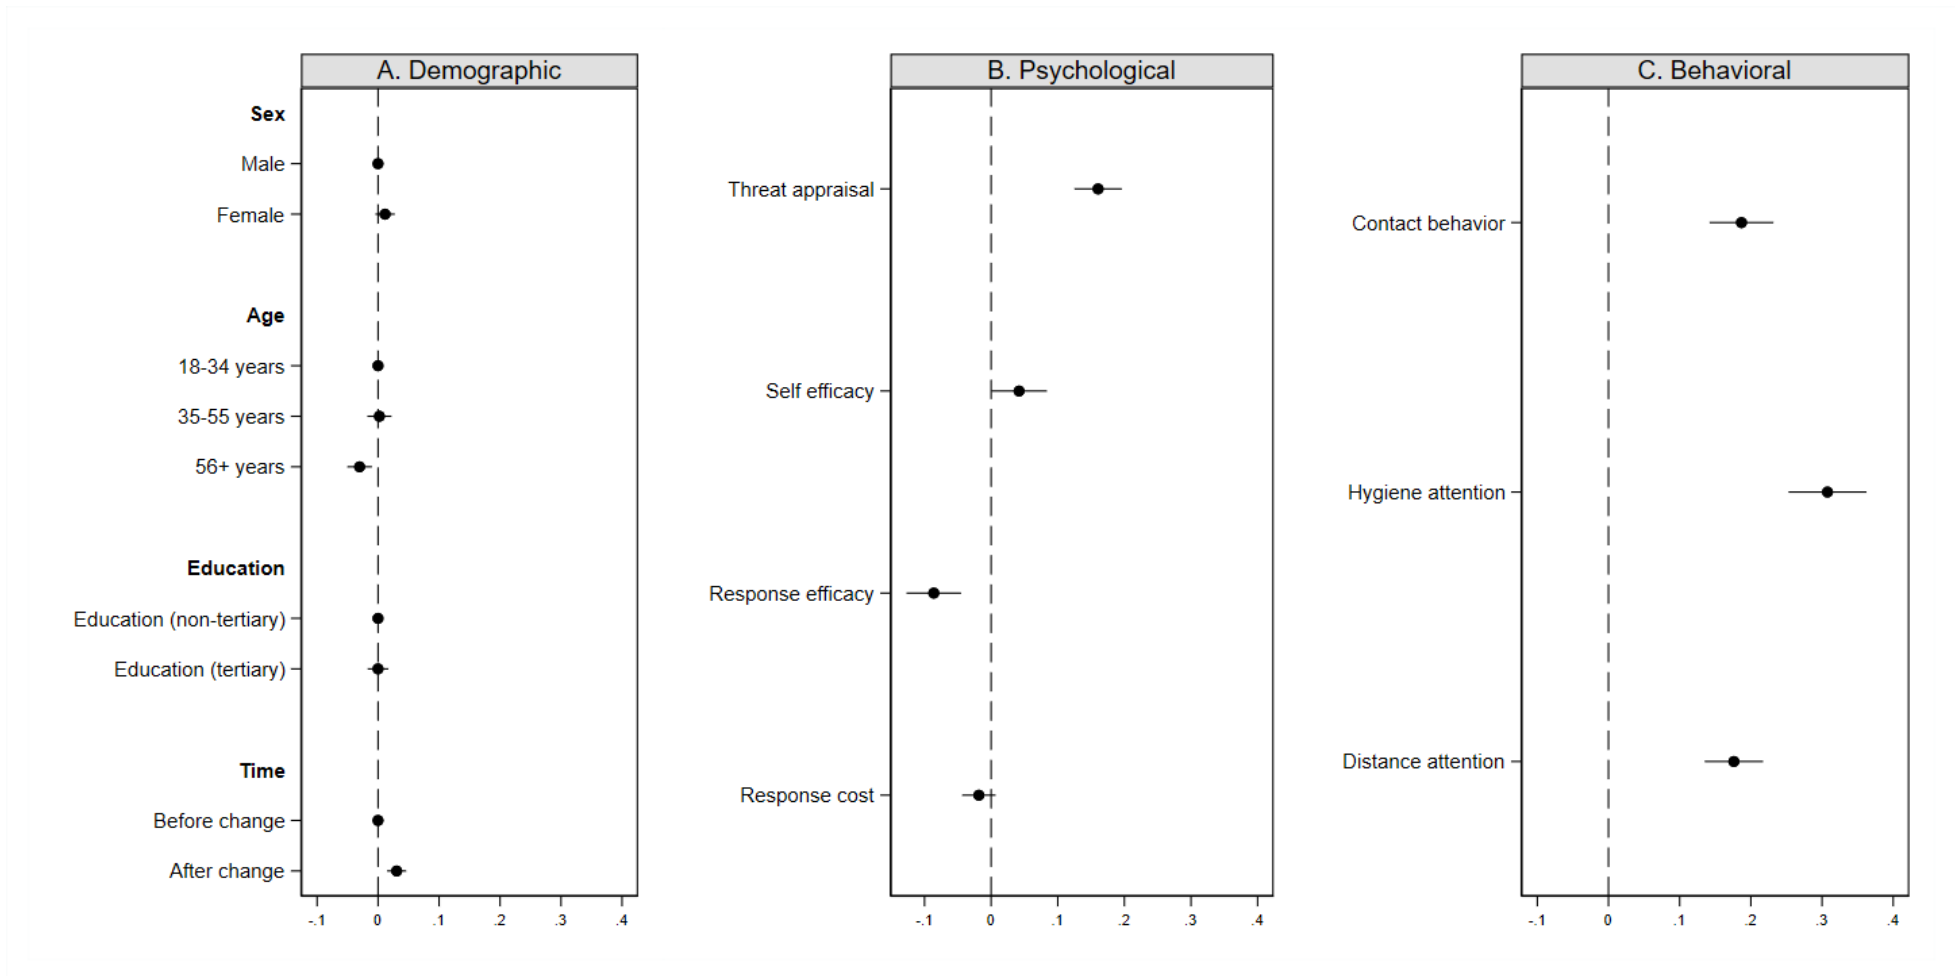 A. Demographic
Sex
Male
Female
Age
18-34 years
35-55 years
56+ years
Education
Education (non-tertiary)
Education (tertiary)
Time
Before change
After change
-.1 0 .1 .2 .3 .4
B. Psychological
Threat appraisal
Self efficacy
Response efficacy
Response cost
-.1 0 .1 .2 .3 .4
C. Behavioral
Contact behavior
Hygiene attention
Distance attention
-.1 0 .1 .2 .3 .4